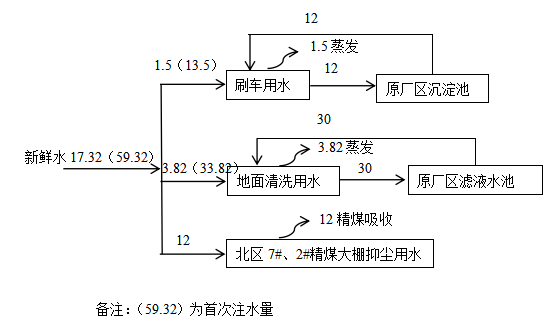 12
1.5蒸发
1.5（13.5）
12
刷车用水
原厂区沉淀池
30
3.82蒸发
新鲜水 17.32（59.32）
3.82（33.82）
30
地面清洗用水
原厂区滤液水池
12精煤吸收
12
北区 7#、2#精煤大棚抑尘用水
备注：（59.32）为首次注水量